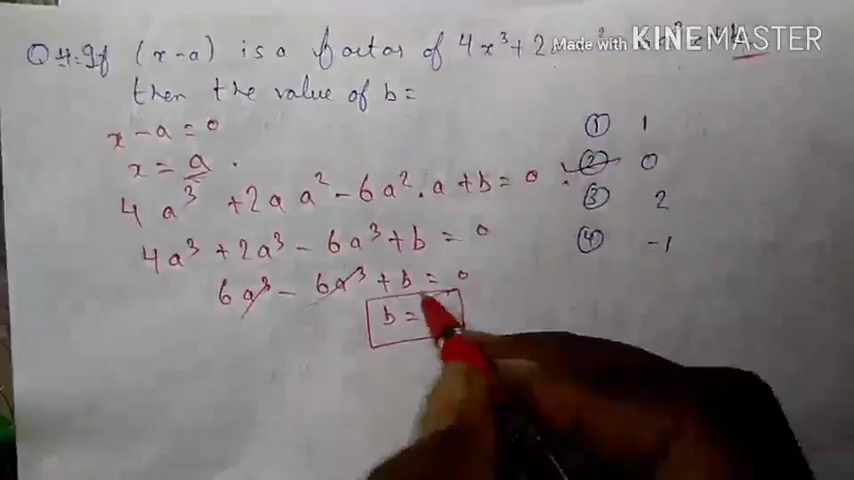 Q 4. If (x-a) is a factor of 4x³+2
Made with KINEMASTER
then the value of b=
x-a=0
x=a.
4a³+2a a²-6a².a+b=0
4a³+2a³-6a³+b=0
6a³-6a³+b=0
b=
① 1
② 0
③ 2
④ -1